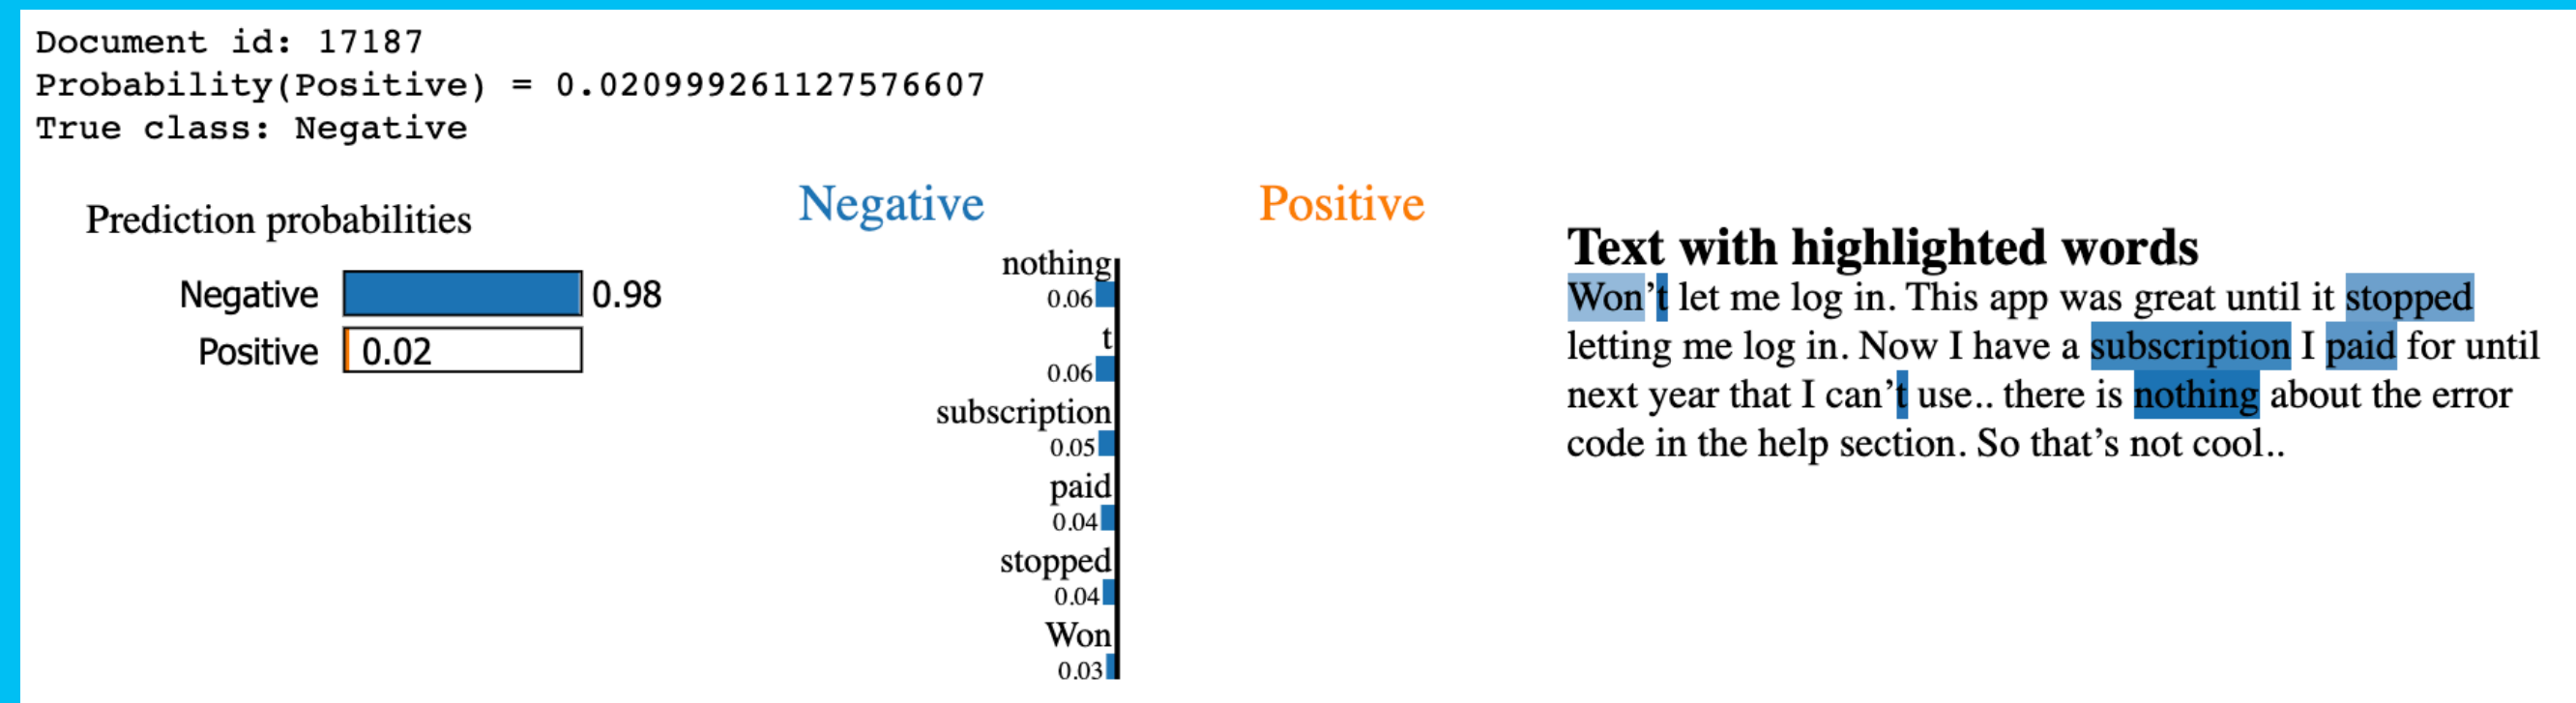 Document id: 17187
Probability(Positive) = 0.020999261127576607
True class: Negative
Prediction probabilities
Negative 0.98
Positive 0.02
Negative
Positive
nothing
0.06
t
0.06
subscription
0.05
paid
0.04
stopped
0.04
Won
0.03
Text with highlighted words
Won’t let me log in. This app was great until it stopped
letting me log in. Now I have a subscription I paid for until
next year that I can’t use.. there is nothing about the error
code in the help section. So that’s not cool..